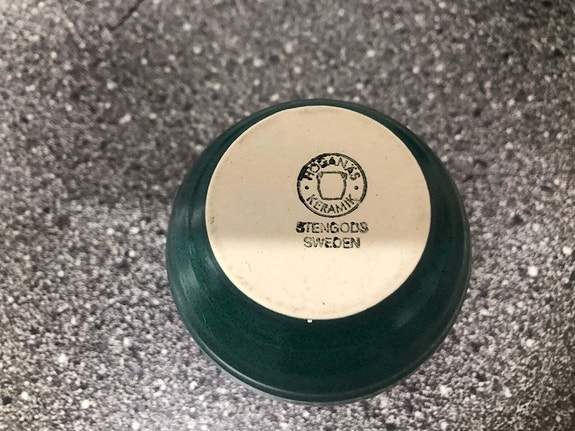 HÖGANÄS
KERAMIK
STENGODS
SWEDEN